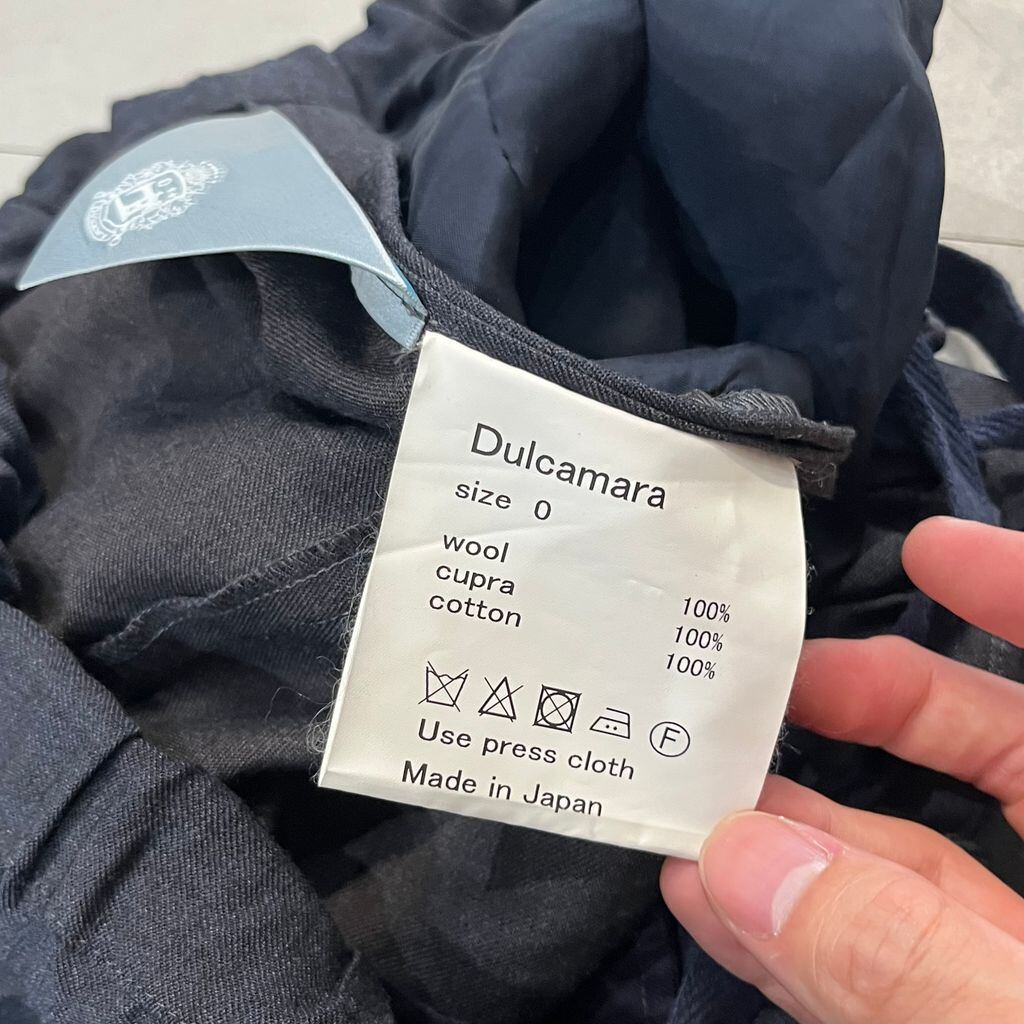 Dulcamara
size 0
wool 100%
cupra 100%
cotton 100%
F
Use press cloth
Made in Japan